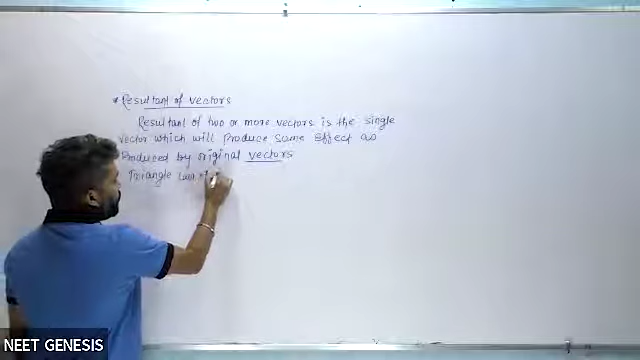 * Resultant of vectors
Resultant of two or more vectors is the single
vector which will produce same effect as
Produced by original vectors
Triangle Law of
NEET GENESIS